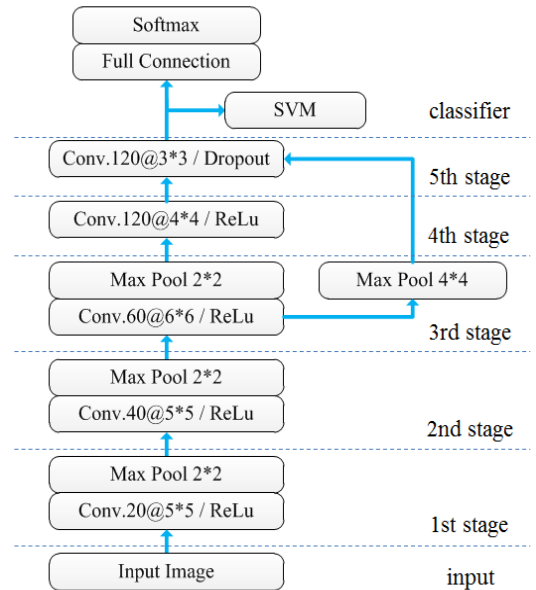 Softmax
Full Connection
SVM
classifier
Conv.120@3*3 / Dropout
5th stage
Conv.120@4*4 / ReLu
4th stage
Max Pool 2*2
Max Pool 4*4
Conv.60@6*6 / ReLu
3rd stage
Max Pool 2*2
Conv.40@5*5 / ReLu
2nd stage
Max Pool 2*2
Conv.20@5*5 / ReLu
1st stage
Input Image
input